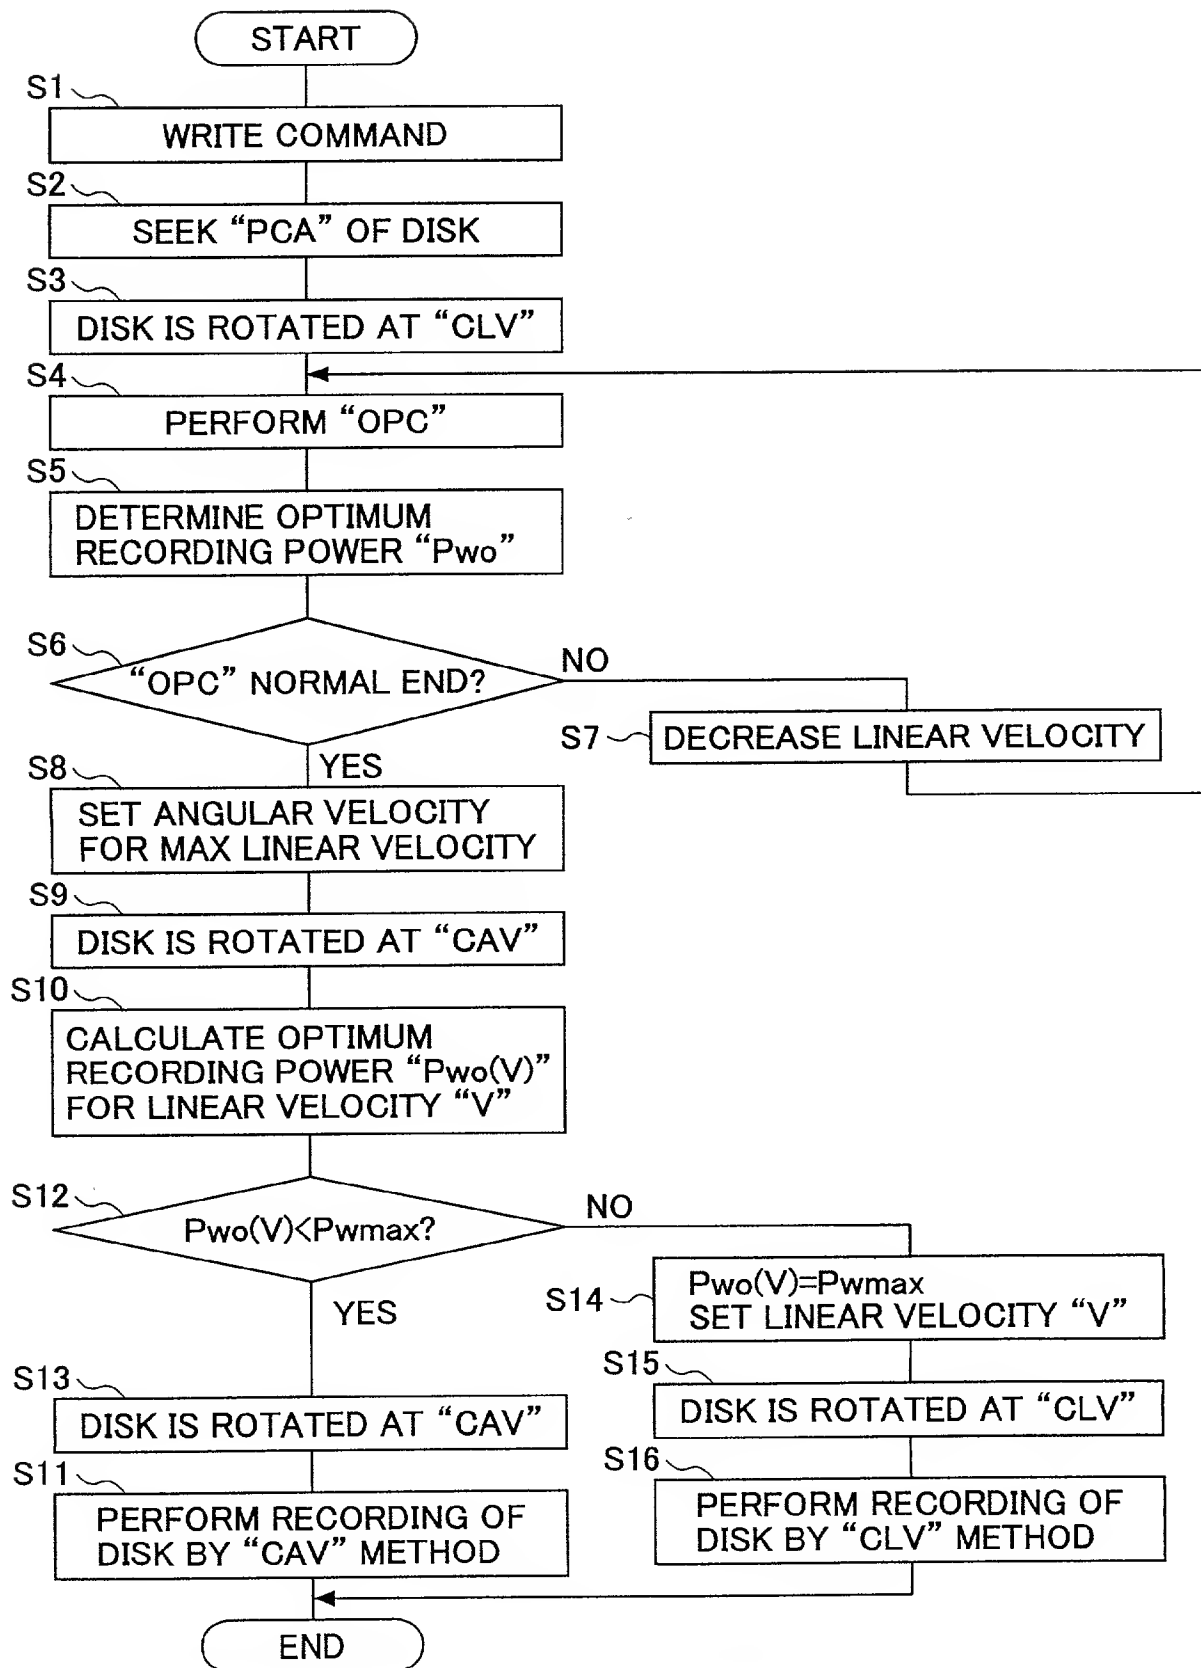 START
S1
WRITE COMMAND
S2
SEEK “PCA” OF DISK
S3
DISK IS ROTATED AT “CLV”
S4
PERFORM “OPC”
S5
DETERMINE OPTIMUM
RECORDING POWER “Pwo”
S6
“OPC” NORMAL END?
NO
S7
DECREASE LINEAR VELOCITY
YES
S8
SET ANGULAR VELOCITY
FOR MAX LINEAR VELOCITY
S9
DISK IS ROTATED AT “CAV”
S10
CALCULATE OPTIMUM
RECORDING POWER “Pwo(V)”
FOR LINEAR VELOCITY “V”
S12
Pwo(V)<Pwmax?
NO
YES
S14
Pwo(V)=Pwmax
SET LINEAR VELOCITY “V”
S13
DISK IS ROTATED AT “CAV”
S15
DISK IS ROTATED AT “CLV”
S11
PERFORM RECORDING OF
DISK BY “CAV” METHOD
S16
PERFORM RECORDING OF
DISK BY “CLV” METHOD
END